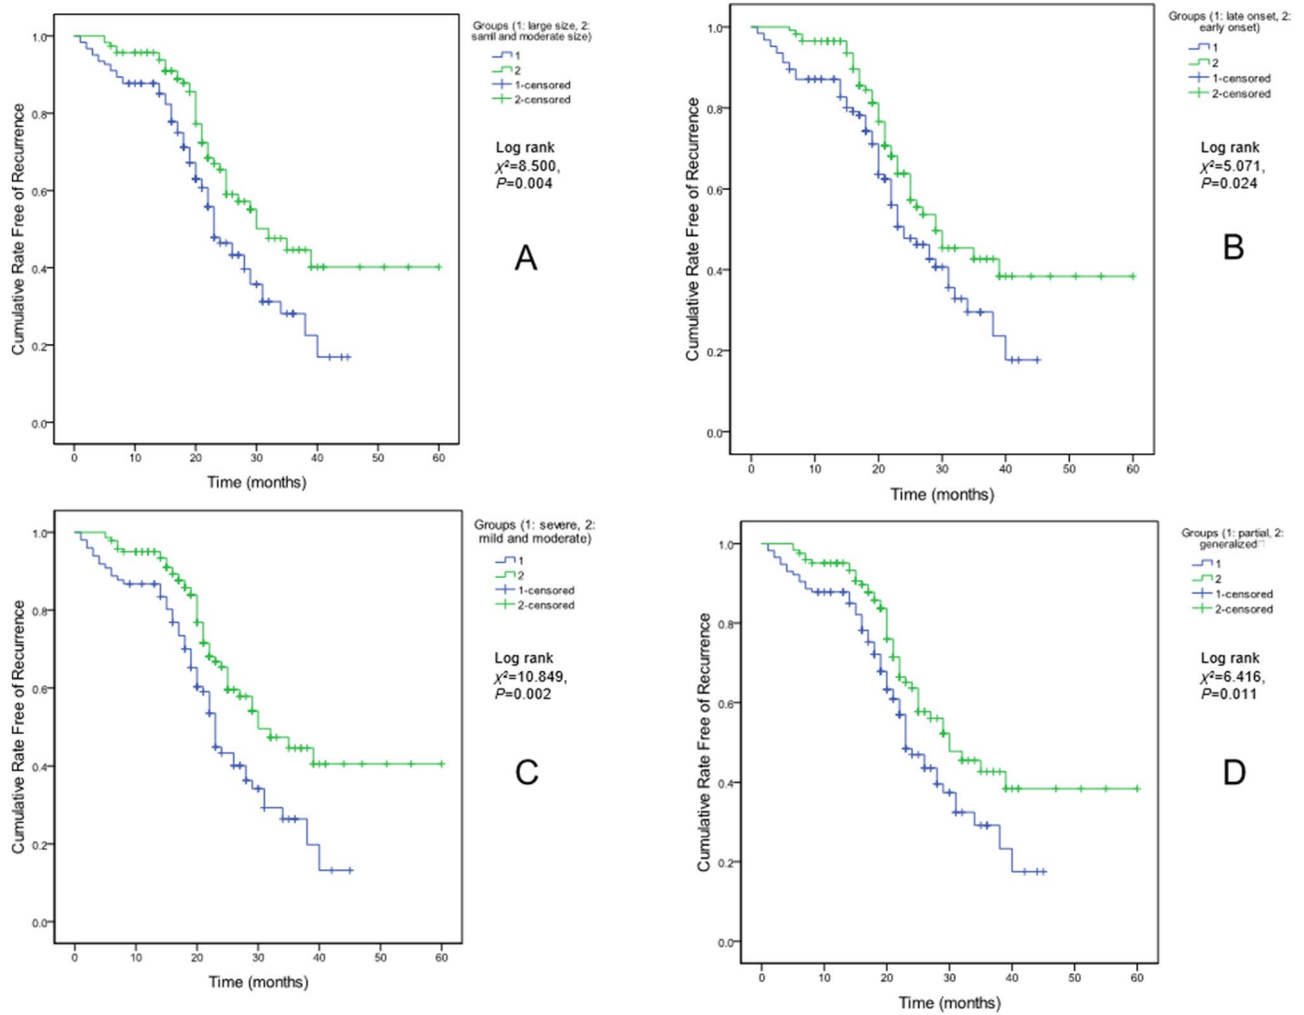 Groups (1: large size, 2:
samll and moderate size)
1
2
1-censored
2-censored
Log rank
χ²=8.500,
P=0.004
A
Cumulative Rate Free of Recurrence
1.0
0.8
0.6
0.4
0.2
0.0
0 10 20 30 40 50 60
Time (months)
Groups (1: late onset, 2:
early onset)
1
2
1-censored
2-censored
Log rank
χ²=5.071,
P=0.024
B
Cumulative Rate Free of Recurrence
1.0
0.8
0.6
0.4
0.2
0.0
0 10 20 30 40 50 60
Time (months)
Groups (1: severe, 2:
mild and moderate)
1
2
1-censored
2-censored
Log rank
χ²=10.849,
P=0.002
C
Cumulative Rate Free of Recurrence
1.0
0.8
0.6
0.4
0.2
0.0
0 10 20 30 40 50 60
Time (months)
Groups (1: partial, 2:
generalized□
1
2
1-censored
2-censored
Log rank
χ²=6.416,
P=0.011
D
Cumulative Rate Free of Recurrence
1.0
0.8
0.6
0.4
0.2
0.0
0 10 20 30 40 50 60
Time (months)